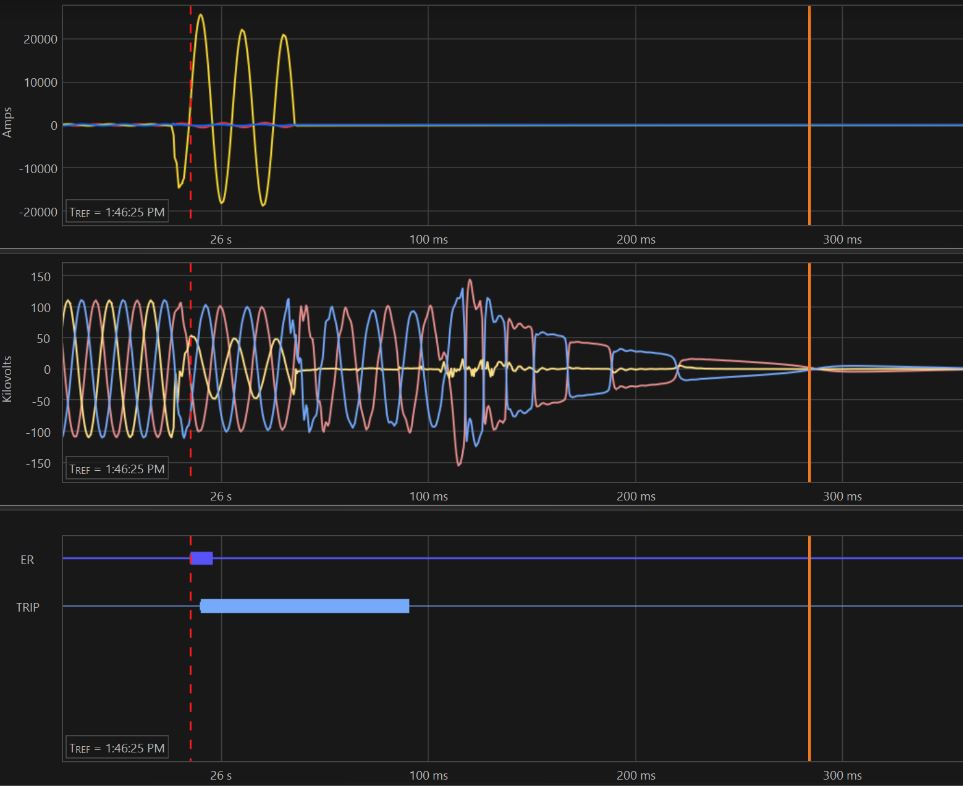 20000
10000
0
-10000
-20000
Amps
TREF = 1:46:25 PM
26 s
100 ms
200 ms
300 ms
150
100
50
0
-50
-100
-150
Kilovolts
TREF = 1:46:25 PM
26 s
100 ms
200 ms
300 ms
ER
TRIP
TREF = 1:46:25 PM
26 s
100 ms
200 ms
300 ms